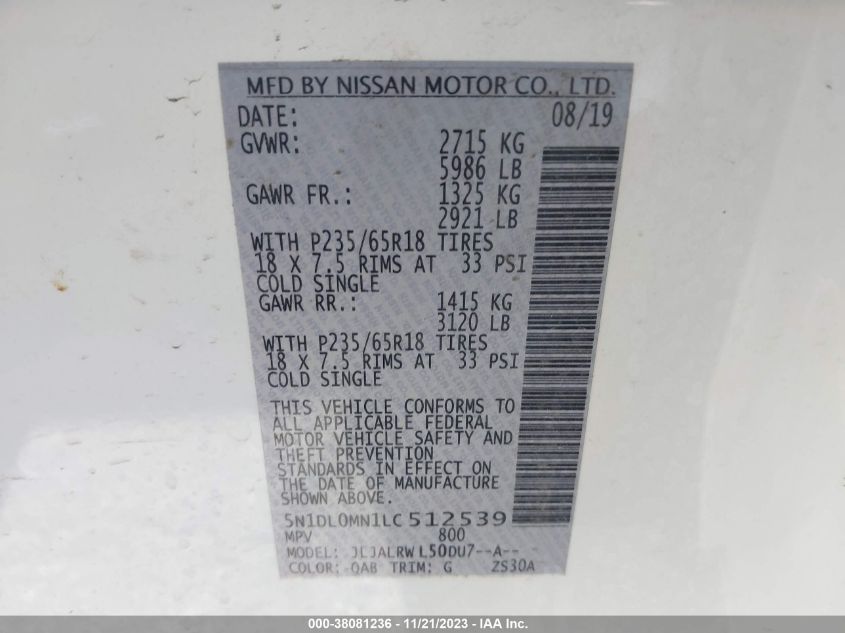 MFD BY NISSAN MOTOR CO., LTD.
DATE: 08/19
GVWR: 2715 KG
5986 LB
GAWR FR.: 1325 KG
2921 LB
WITH P235/65R18 TIRES
18 X 7.5 RIMS AT 33 PSI
COLD SINGLE
GAWR RR.: 1415 KG
3120 LB
WITH P235/65R18 TIRES
18 X 7.5 RIMS AT 33 PSI
COLD SINGLE
THIS VEHICLE CONFORMS TO
ALL APPLICABLE FEDERAL
MOTOR VEHICLE SAFETY AND
THEFT PREVENTION
STANDARDS IN EFFECT ON
THE DATE OF MANUFACTURE
SHOWN ABOVE.
5N1DL0MN1LC512539
MPV 800
MODEL: JLJALRWL50DU7--A--
COLOR: QAB TRIM: G ZS30A
000-38081236 - 11/21/2023 - IAA Inc.